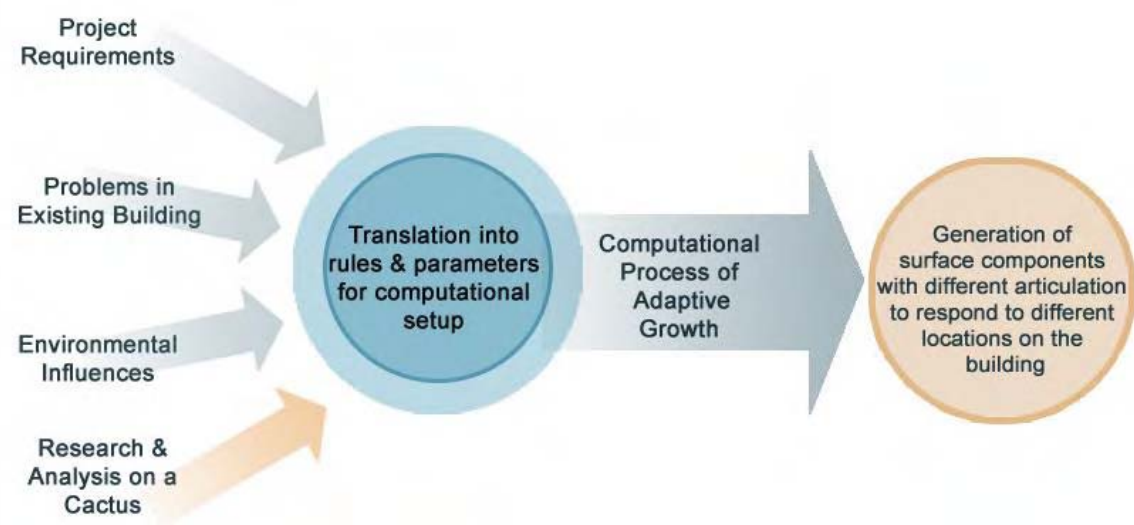 Project
Requirements
Problems in
Existing Building
Environmental
Influences
Research &
Analysis on a
Cactus
Translation into
rules & parameters
for computational
setup
Computational
Process of
Adaptive
Growth
Generation of
surface components
with different articulation
to respond to different
locations on the
building